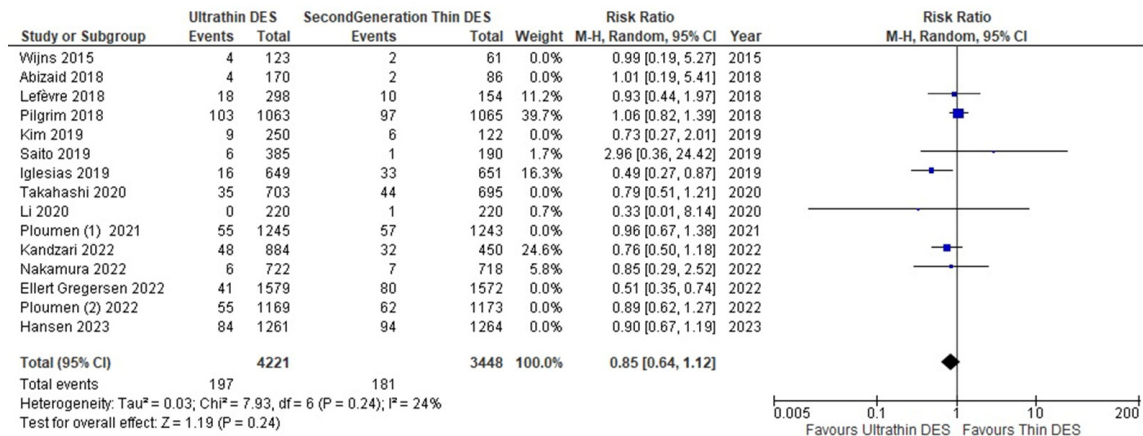 Ultrathin DES SecondGeneration Thin DES Risk Ratio Risk Ratio
Study or Subgroup Events Total Events Total Weight M-H, Random, 95% CI Year M-H, Random, 95% CI
Wijns 2015 4 123 2 61 0.0% 0.99 [0.19, 5.27] 2015
Abizaid 2018 4 170 2 86 0.0% 1.01 [0.19, 5.41] 2018
Lefèvre 2018 18 298 10 154 11.2% 0.93 [0.44, 1.97] 2018
Pilgrim 2018 103 1063 97 1065 39.7% 1.06 [0.82, 1.39] 2018
Kim 2019 9 250 6 122 0.0% 0.73 [0.27, 2.01] 2019
Saito 2019 6 385 1 190 1.7% 2.96 [0.36, 24.42] 2019
Iglesias 2019 16 649 33 651 16.3% 0.49 [0.27, 0.87] 2019
Takahashi 2020 35 703 44 695 0.0% 0.79 [0.51, 1.21] 2020
Li 2020 0 220 1 220 0.7% 0.33 [0.01, 8.14] 2020
Ploumen (1) 2021 55 1245 57 1243 0.0% 0.96 [0.67, 1.38] 2021
Kandzari 2022 48 884 32 450 24.6% 0.76 [0.50, 1.18] 2022
Nakamura 2022 6 722 7 718 5.8% 0.85 [0.29, 2.52] 2022
Ellert Gregersen 2022 41 1579 80 1572 0.0% 0.51 [0.35, 0.74] 2022
Ploumen (2) 2022 55 1169 62 1173 0.0% 0.89 [0.62, 1.27] 2022
Hansen 2023 84 1261 94 1264 0.0% 0.90 [0.67, 1.19] 2023
Total (95% CI) 4221 3448 100.0% 0.85 [0.64, 1.12]
Total events 197 181
Heterogeneity: Tau² = 0.03; Chi² = 7.93, df = 6 (P = 0.24); I² = 24%
Test for overall effect: Z = 1.19 (P = 0.24)
0.005 0.1 1 10 200
Favours Ultrathin DES Favours Thin DES